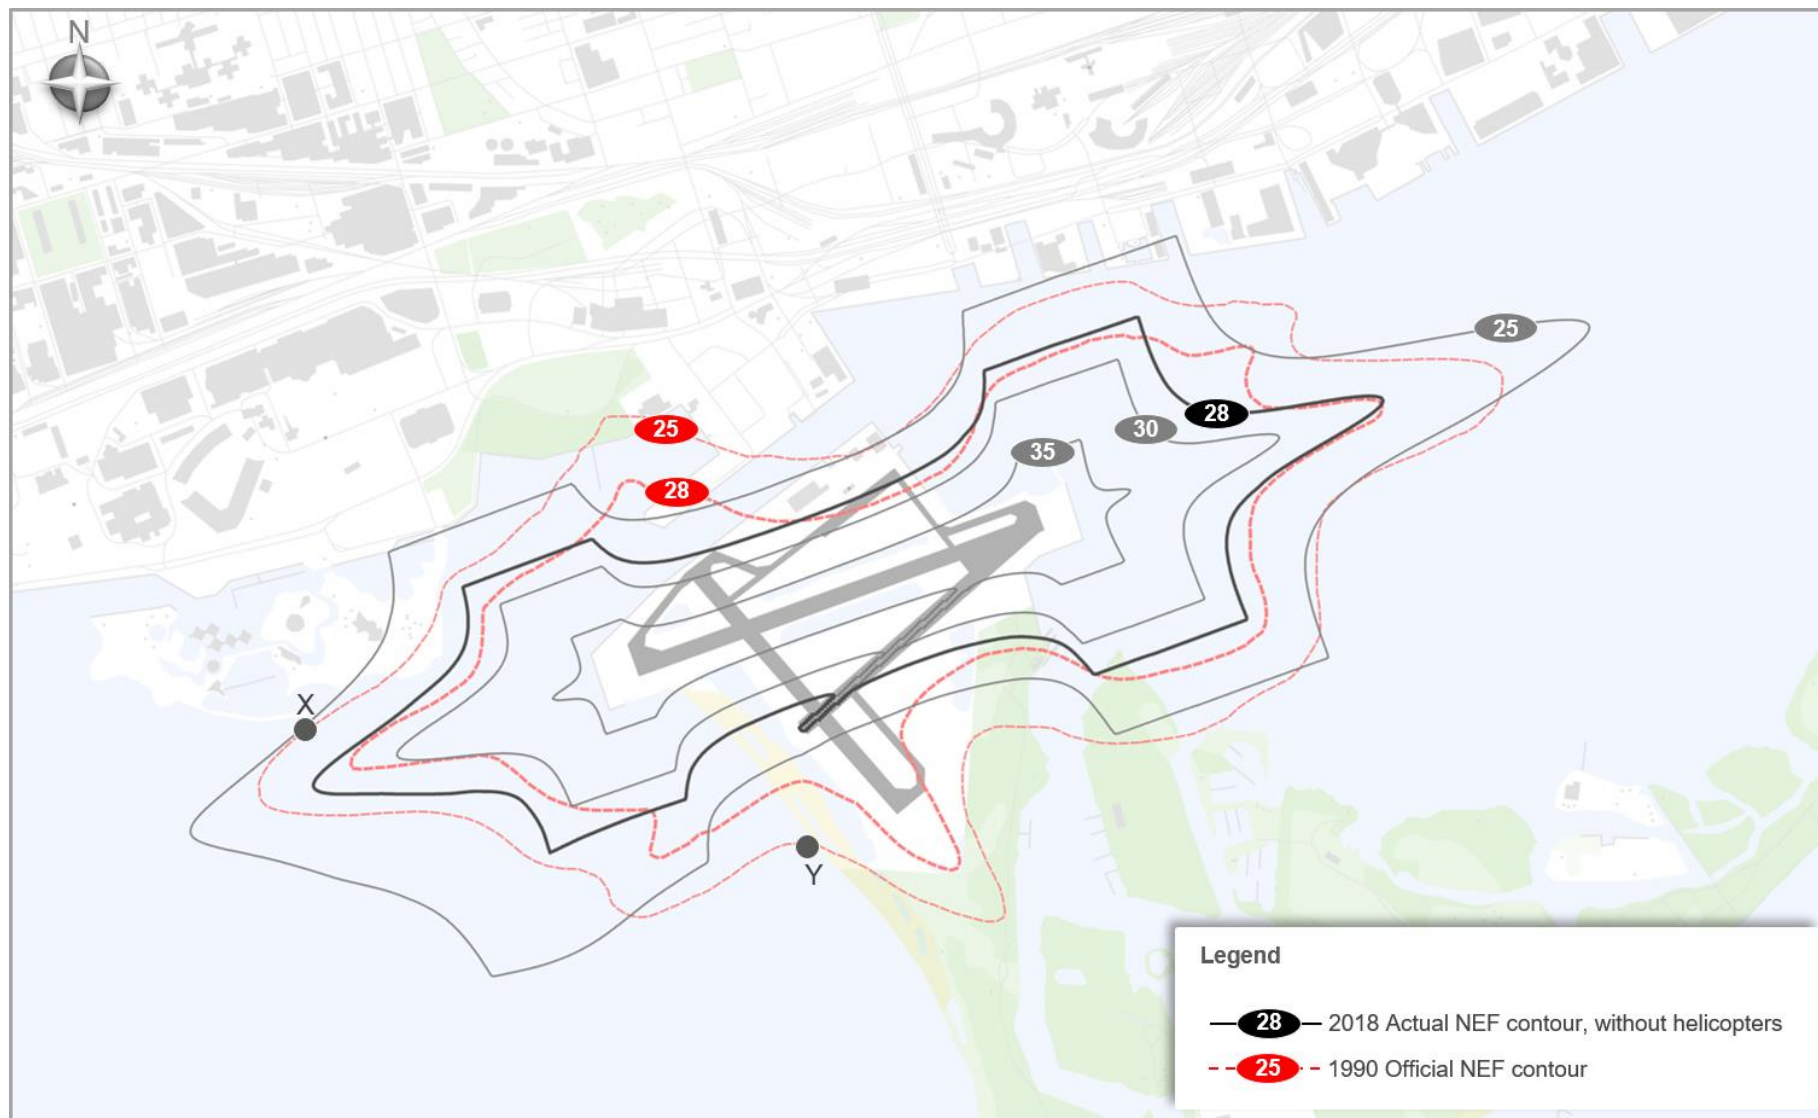 N
25
28
25
30
28
35
X
Y
Legend
28 2018 Actual NEF contour, without helicopters
25 1990 Official NEF contour